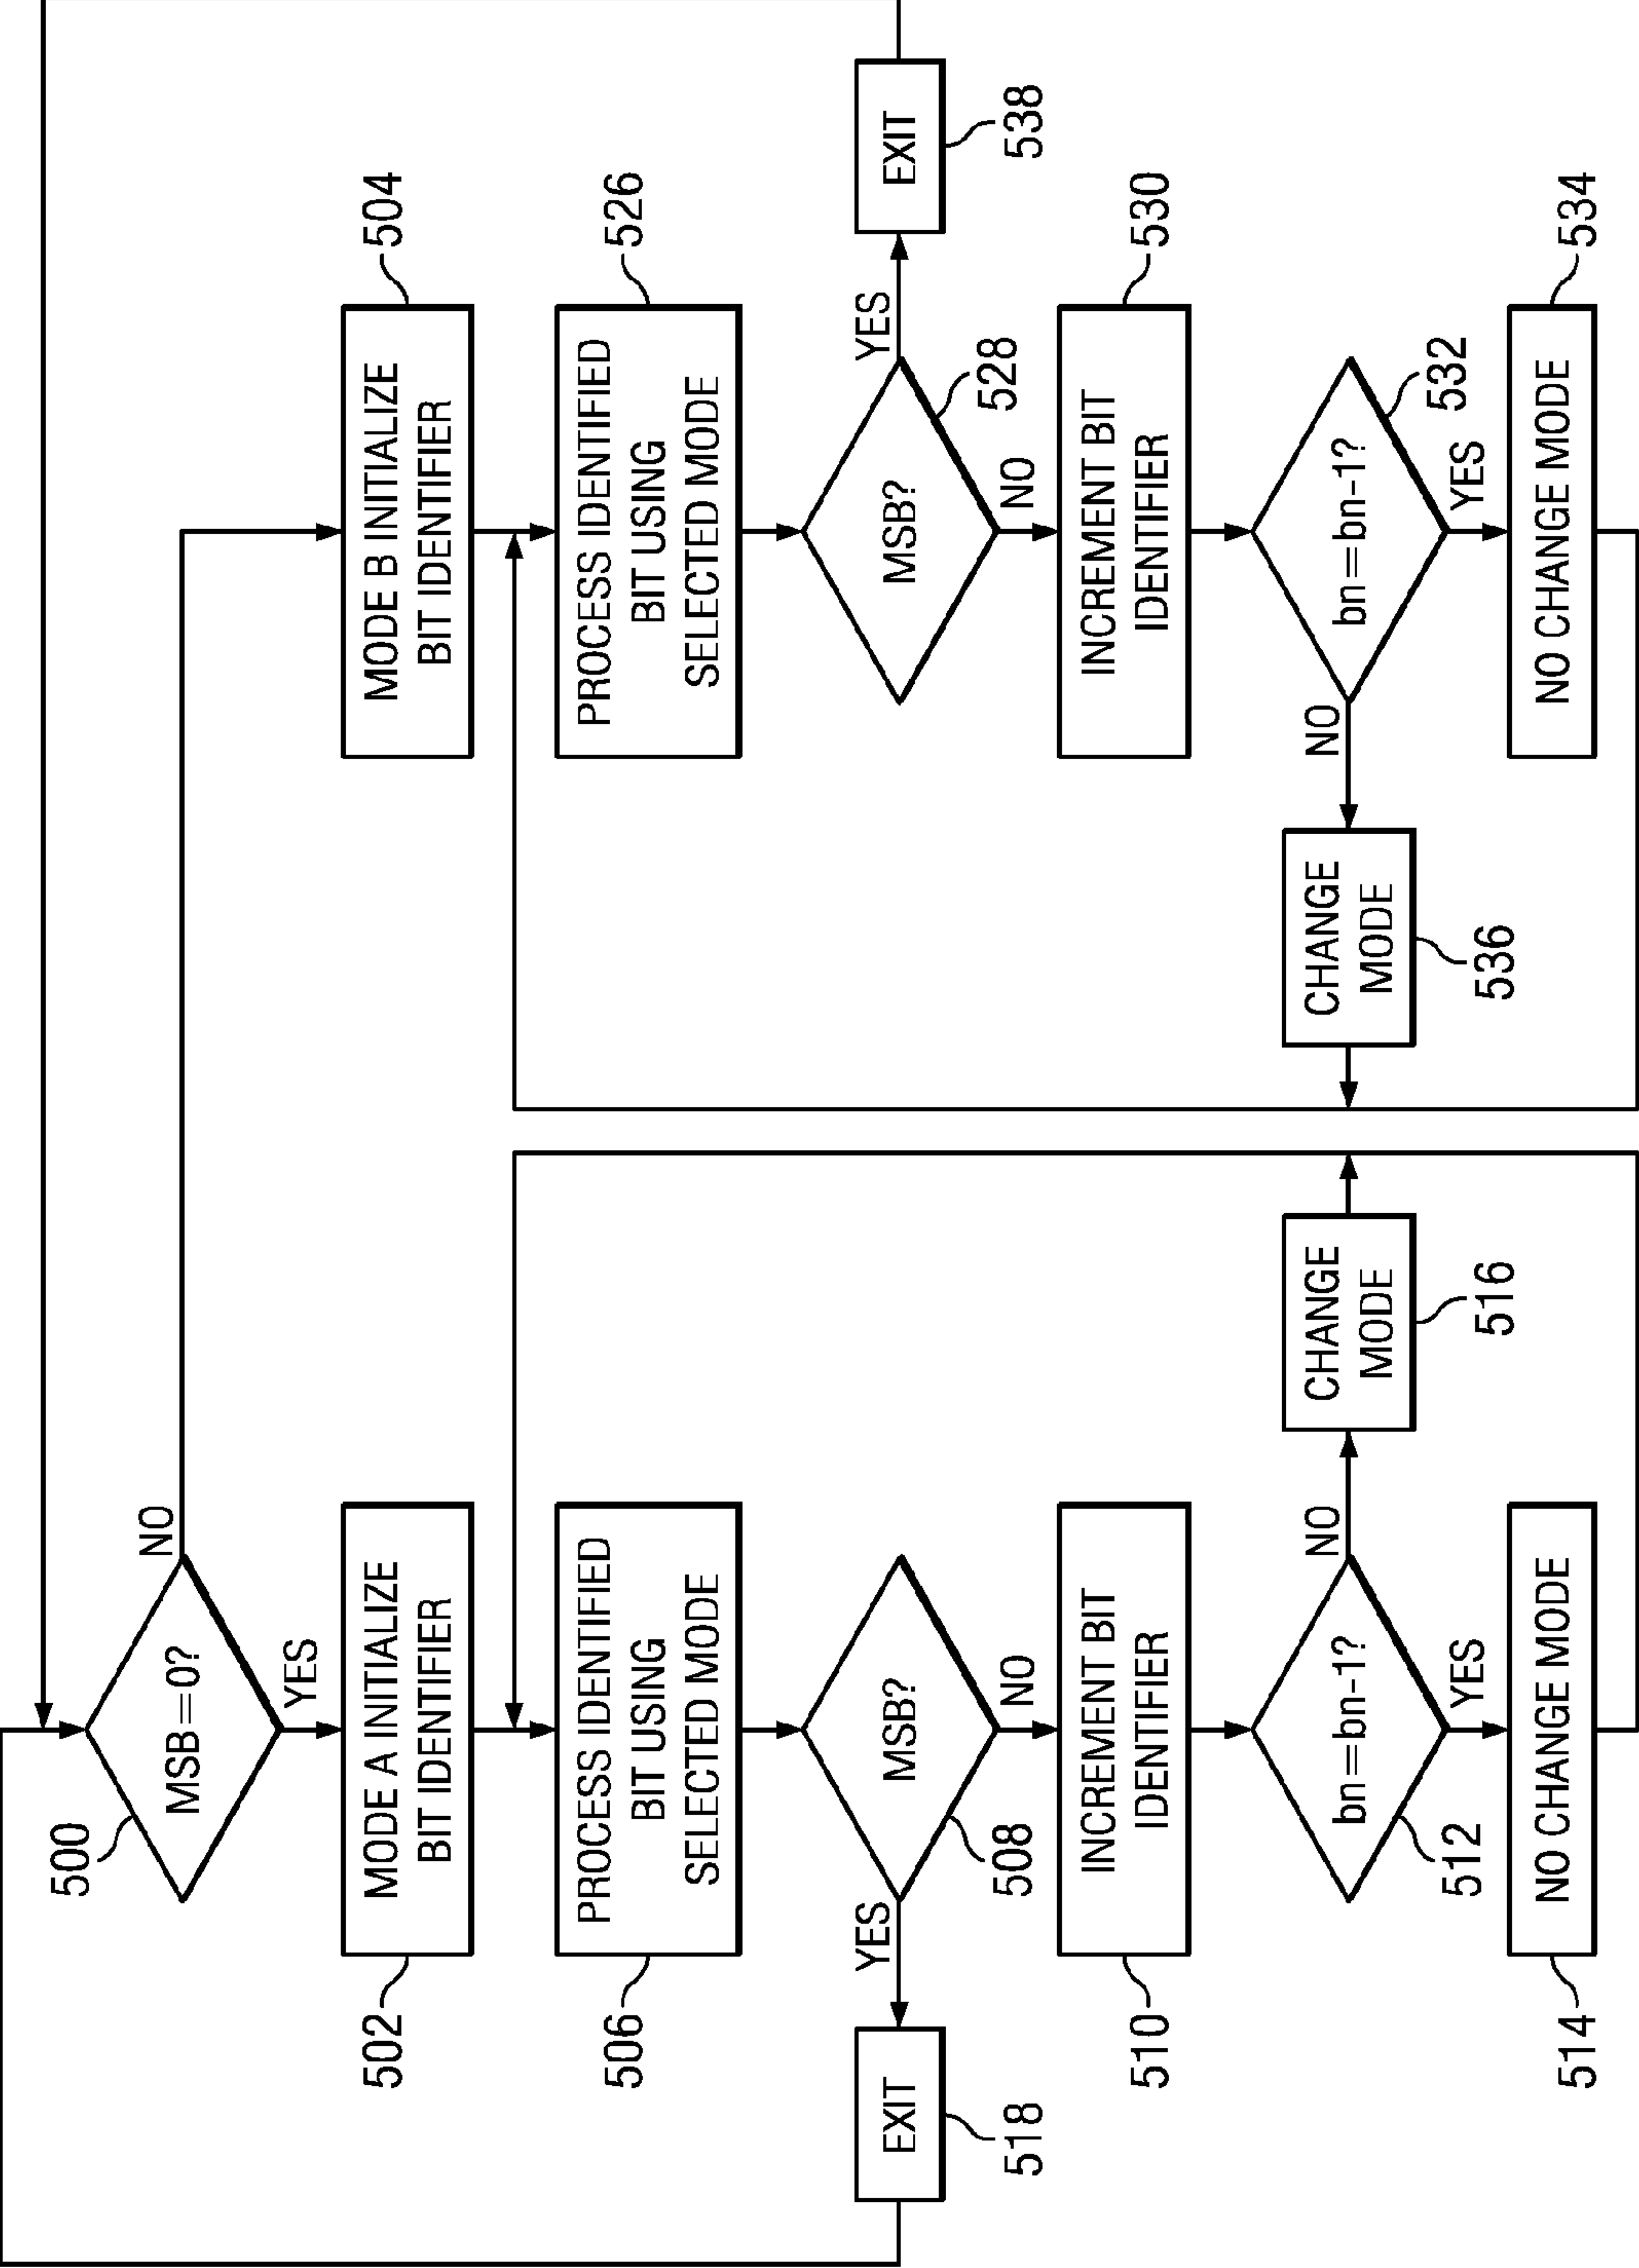 500
MSB=0?
NO
YES
502
MODE A INITIALIZE
BIT IDENTIFIER
MODE B INITIALIZE
BIT IDENTIFIER
504
506
PROCESS IDENTIFIED
BIT USING
SELECTED MODE
PROCESS IDENTIFIED
BIT USING
SELECTED MODE
526
518
EXIT
YES
MSB?
508
NO
MSB?
528
YES
NO
EXIT
538
510
INCREMENT BIT
IDENTIFIER
INCREMENT BIT
IDENTIFIER
530
bn=bn-1?
512
NO
YES
CHANGE
MODE
516
CHANGE
MODE
536
NO
bn=bn-1?
532
YES
514
NO CHANGE MODE
NO CHANGE MODE
534